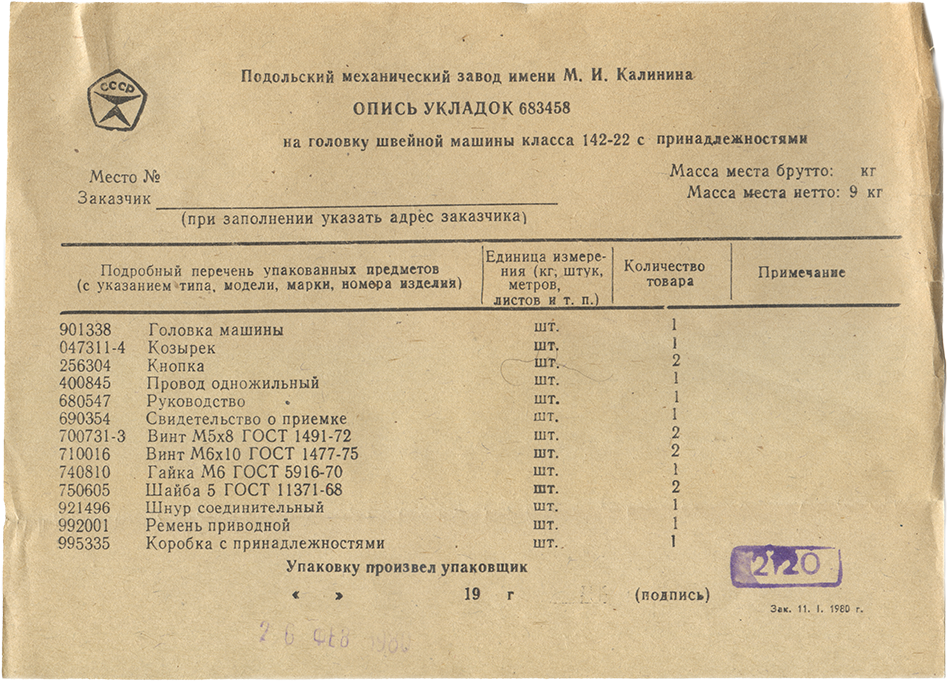 СССР
Подольский механический завод имени М. И. Калинина
ОПИСЬ УКЛАДОК 683458
на головку швейной машины класса 142-22 с принадлежностями
Место №
Масса места брутто: кг
Заказчик
Масса места нетто: 9 кг
(при заполнении указать адрес заказчика)
Подробный перечень упакованных предметов
(с указанием типа, модели, марки, номера изделия)
Единица измере-
ния (кг, штук,
метров,
листов и т. п.)
Количество
товара
Примечание
901338 Головка машины шт. 1
047311-4 Козырек шт. 1
256304 Кнопка шт. 2
400845 Провод одножильный шт. 1
680547 Руководство шт. 1
690354 Свидетельство о приемке шт. 1
700731-3 Винт М5х8 ГОСТ 1491-72 шт. 2
710016 Винт М6х10 ГОСТ 1477-75 шт. 2
740810 Гайка М6 ГОСТ 5916-70 шт. 1
750605 Шайба 5 ГОСТ 11371-68 шт. 2
921496 Шнур соединительный шт. 1
992001 Ремень приводной шт. 1
995335 Коробка с принадлежностями шт. 1
Упаковку произвел упаковщик
« » 19 г (подпись)
Зак. 11. I. 1980 г.
26 ФЕВ 1980